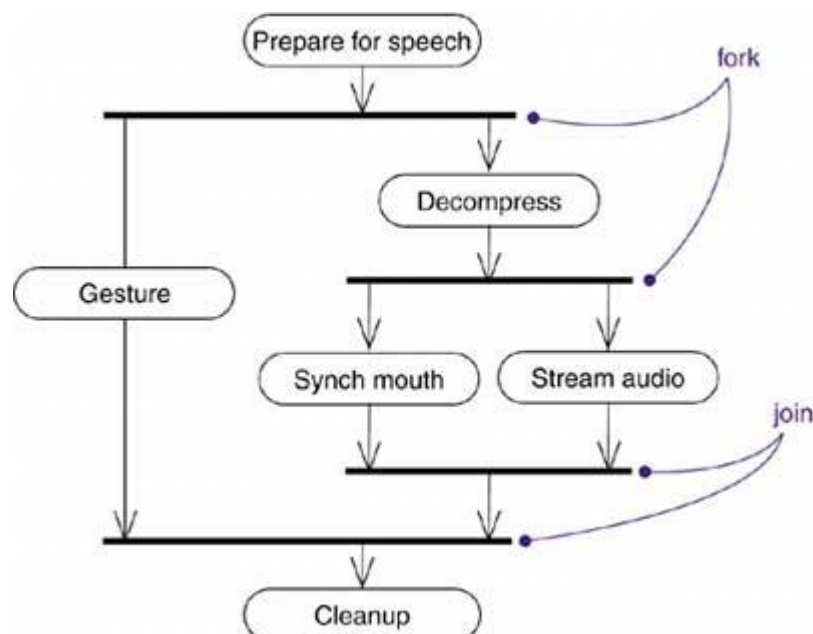 Prepare for speech
fork
Decompress
Gesture
Synch mouth
Stream audio
join
Cleanup